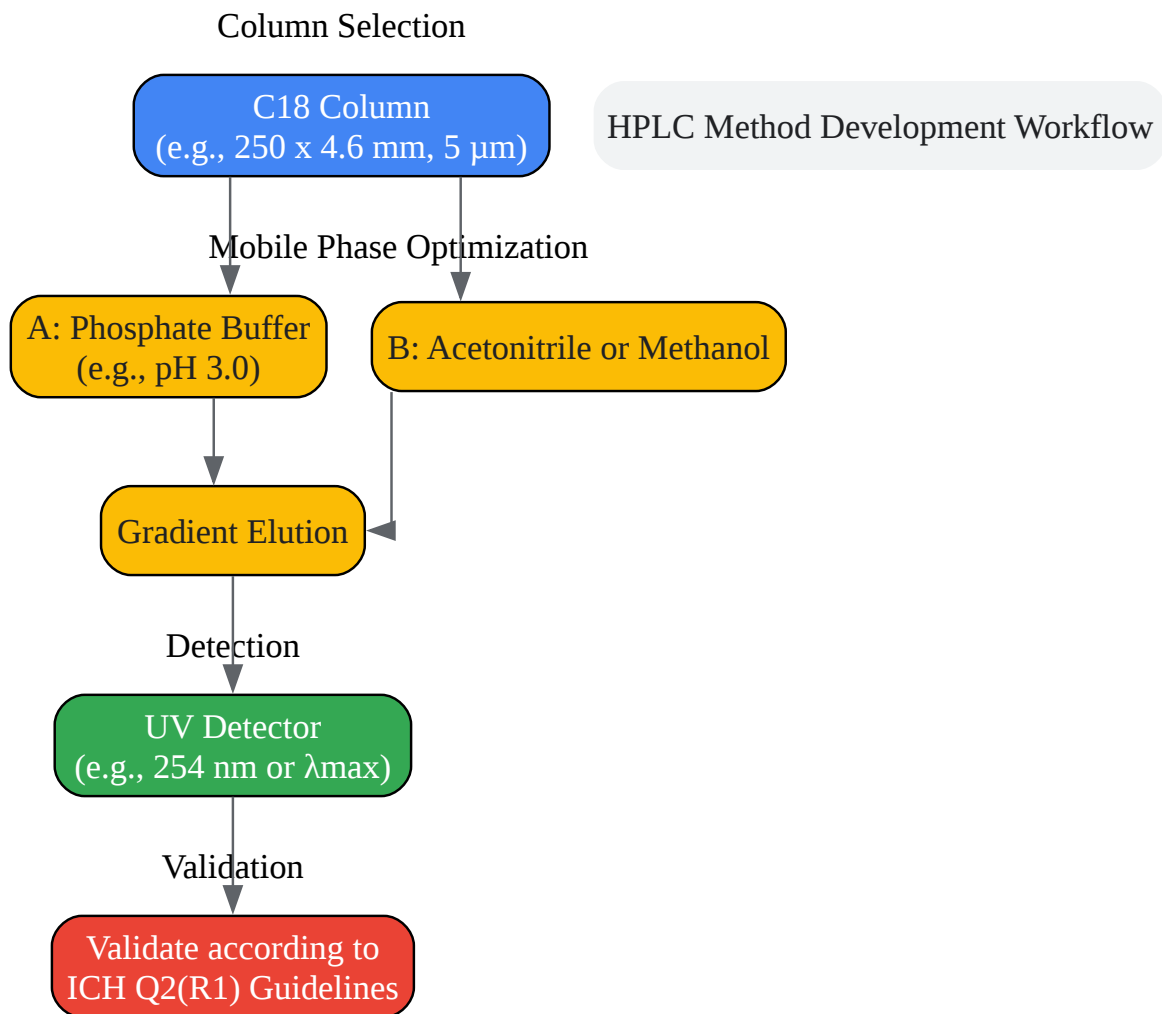 Column Selection
C18 Column
(e.g., 250 x 4.6 mm, 5 µm)
HPLC Method Development Workflow
Mobile Phase Optimization
A: Phosphate Buffer
(e.g., pH 3.0)
B: Acetonitrile or Methanol
Gradient Elution
Detection
UV Detector
(e.g., 254 nm or λmax)
Validation
Validate according to
ICH Q2(R1) Guidelines